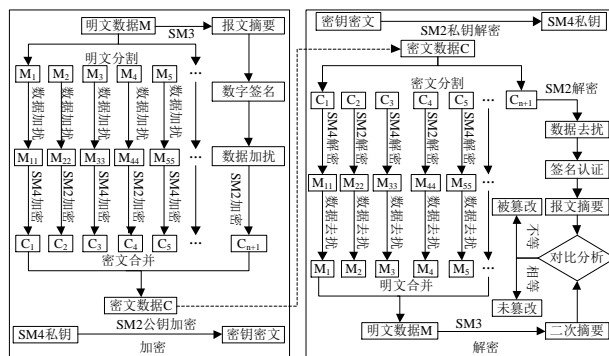 明文数据M
SM3
报文摘要
明文分割
M1 M2 M3 M4 M5 …
数据加扰 数据加扰 数据加扰 数据加扰 数据加扰
数字签名
数据加扰
M11 M22 M33 M44 M55 …
SM4加密 SM2加密 SM4加密 SM2加密 SM4加密 SM2加密
C1 C2 C3 C4 C5 … Cn+1
密文合并
密文数据C
SM4私钥
SM2公钥加密
密钥密文
加密
密钥密文
SM2私钥解密
SM4私钥
密文数据C
密文分割
C1 C2 C3 C4 C5 … Cn+1
SM2解密
SM4解密 SM2解密 SM4解密 SM2解密 SM4解密
数据去扰
签名认证
M11 M22 M33 M44 M55 …
报文摘要
被篡改
数据去扰 数据去扰 数据去扰 数据去扰 数据去扰
不等
对比分析
相等
M1 M2 M3 M4 M5 …
明文合并
未篡改
明文数据M
SM3
二次摘要
解密